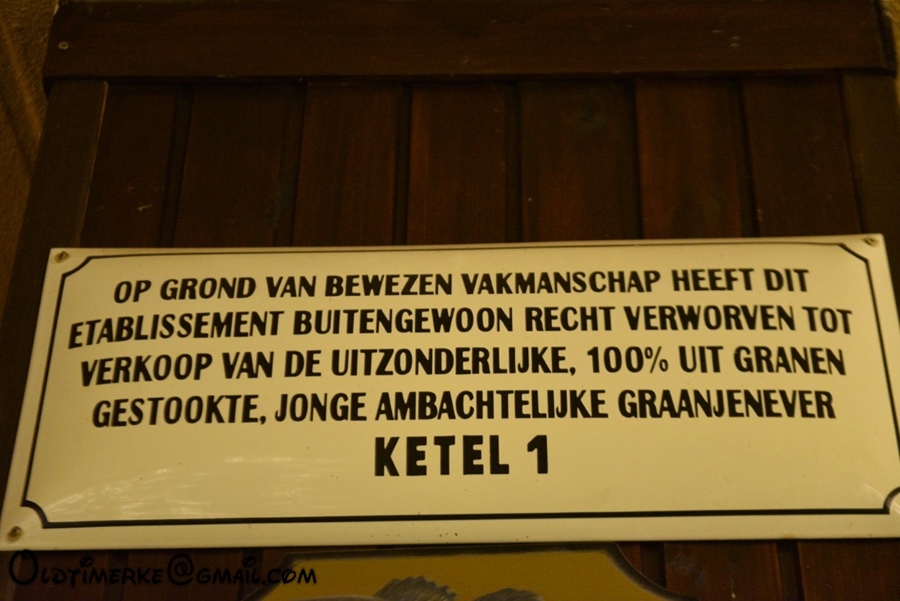 OP GROND VAN BEWEZEN VAKMANSCHAP HEEFT DIT
ETABLISSEMENT BUITENGEWOON RECHT VERWORVEN TOT
VERKOOP VAN DE UITZONDERLIJKE, 100% UIT GRANEN
GESTOOKTE, JONGE AMBACHTELIJKE GRAANJENEVER
KETEL 1
Oldtimerke@gmail.com